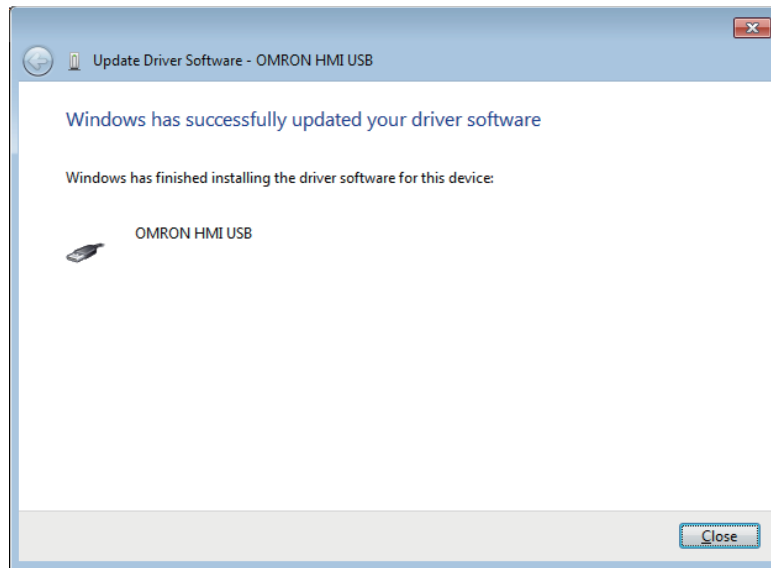 Update Driver Software - OMRON HMI USB
Windows has successfully updated your driver software
Windows has finished installing the driver software for this device:
OMRON HMI USB
Close